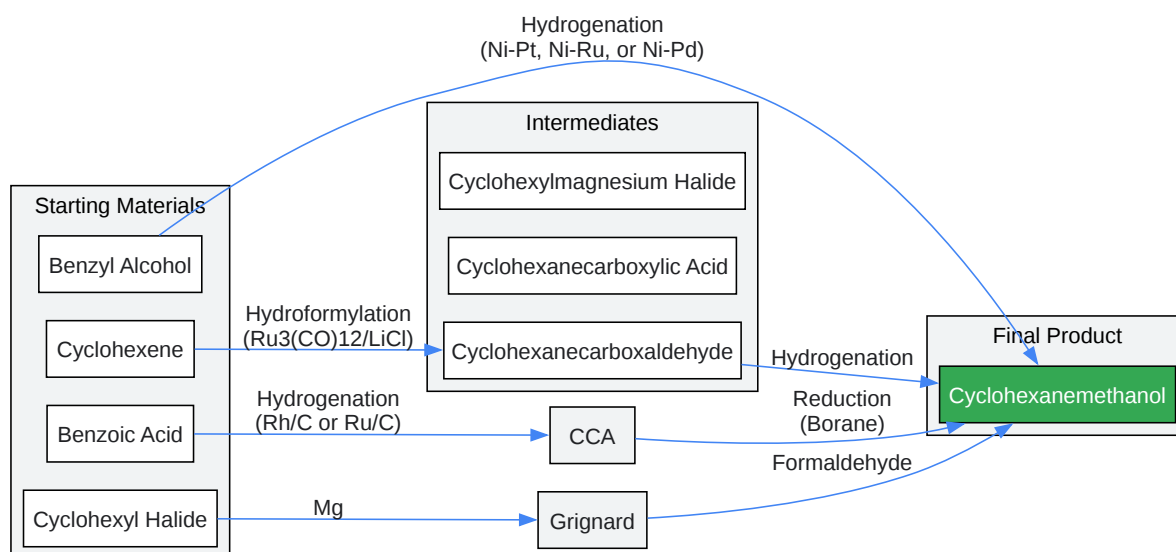 Hydrogenation
(Ni-Pt, Ni-Ru, or Ni-Pd)
Intermediates
Cyclohexylmagnesium Halide
Starting Materials
Benzyl Alcohol
Cyclohexanecarboxylic Acid
Hydroformylation
(Ru3(CO)12/LiCl)
Cyclohexene
Cyclohexanecarboxaldehyde
Hydrogenation
Final Product
Cyclohexanemethanol
Hydrogenation
(Rh/C or Ru/C)
Benzoic Acid
CCA
Reduction
(Borane)
Formaldehyde
Cyclohexyl Halide
Mg
Grignard